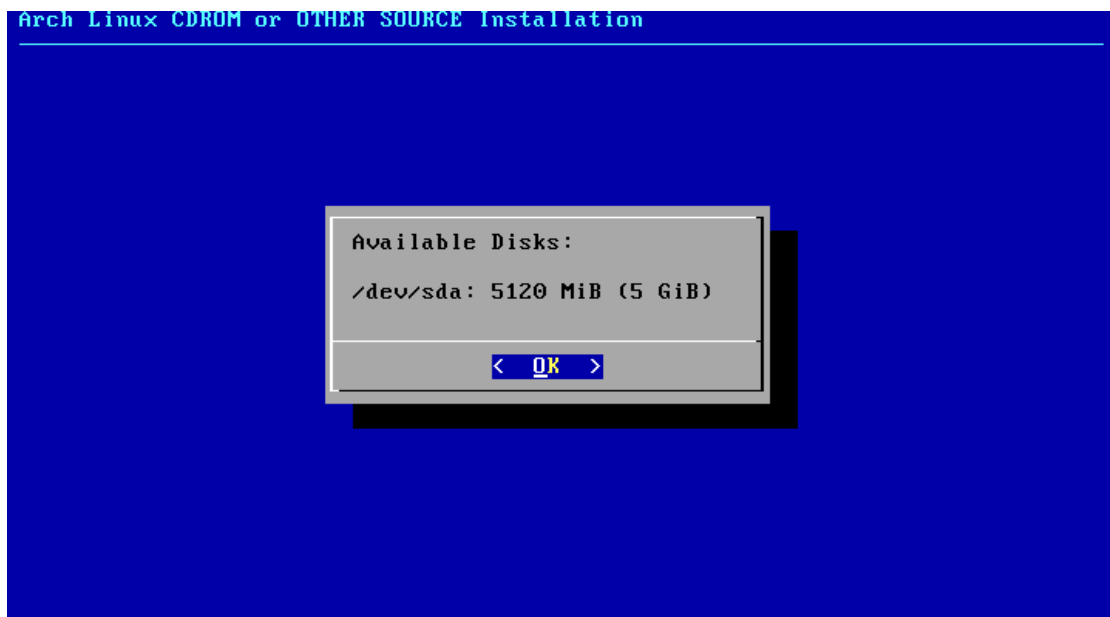 Arch Linux CDROM or OTHER SOURCE Installation
Available Disks:
/dev/sda: 5120 MiB (5 GiB)
< OK >